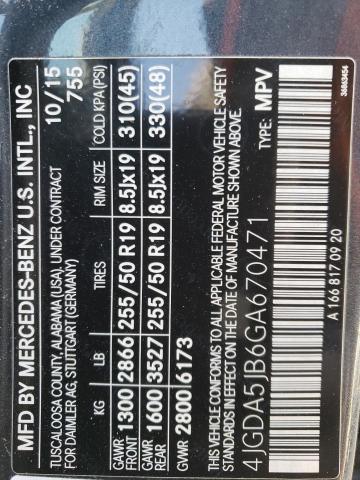 MFD BY MERCEDES-BENZ U.S. INTL., INC
TUSCALOOSA COUNTY, ALABAMA (USA), UNDER CONTRACT 10/15
FOR DAIMLER AG, STUTTGART (GERMANY) 755
KG LB TIRES RIM SIZE COLD KPA (PSI)
GAWR FRONT 1300 2866 255/50 R19 8.5Jx19 310(45)
GAWR REAR 1600 3527 255/50 R19 8.5Jx19 330(48)
GVWR 2800 6173
THIS VEHICLE CONFORMS TO ALL APPLICABLE FEDERAL MOTOR VEHICLE SAFETY
STANDARDS IN EFFECT ON THE DATE OF MANUFACTURE SHOWN ABOVE.
4JGDA5JB6GA670471 TYPE: MPV
A 166 817 09 20 36863454